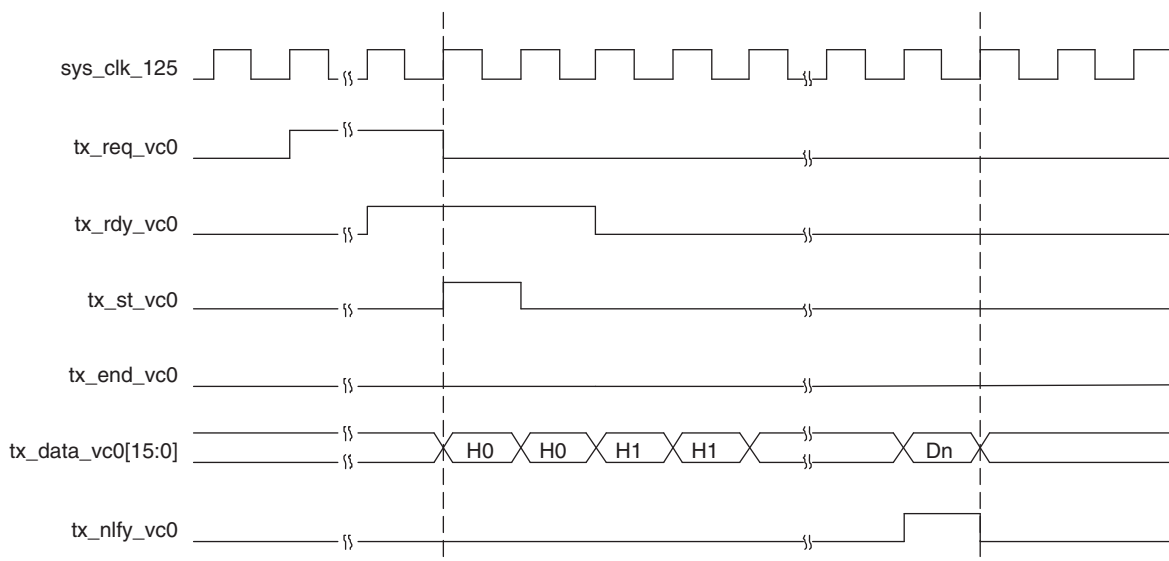 sys_clk_125
tx_req_vc0
tx_rdy_vc0
tx_st_vc0
tx_end_vc0
tx_data_vc0[15:0] H0 H0 H1 H1 Dn
tx_nlfy_vc0